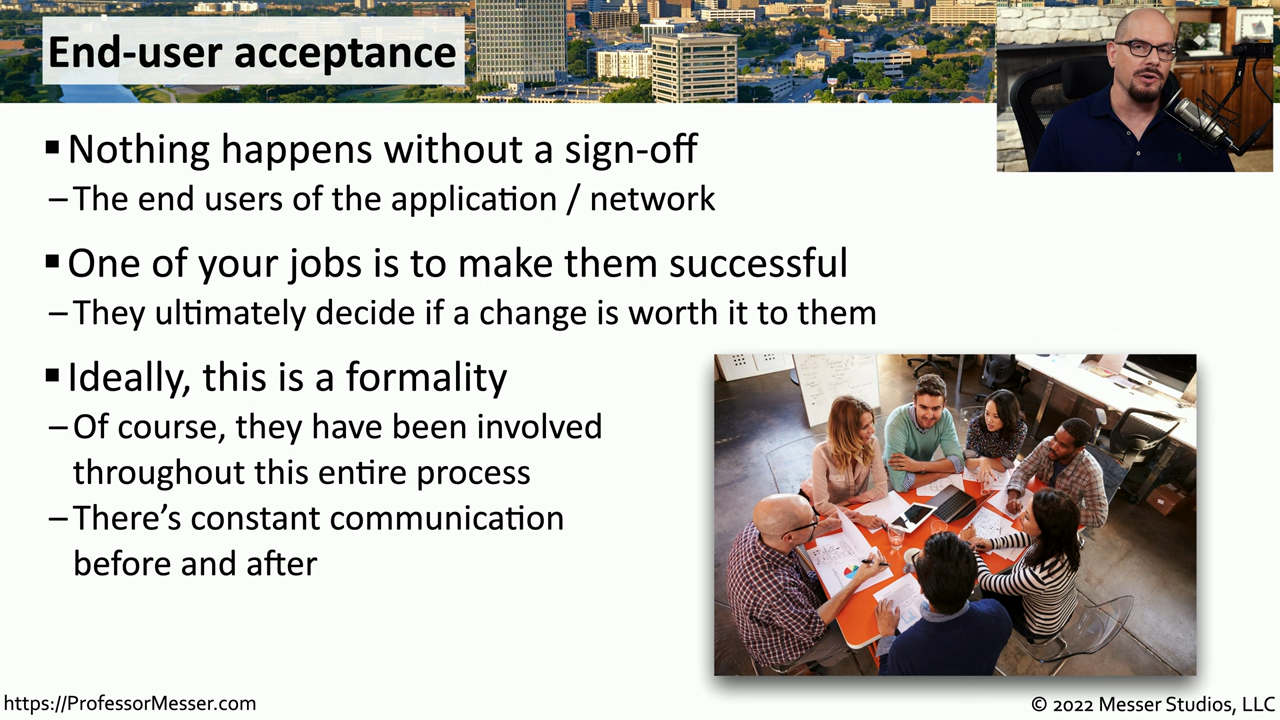 End-user acceptance
▪ Nothing happens without a sign-off
– The end users of the application / network
▪ One of your jobs is to make them successful
– They ultimately decide if a change is worth it to them
▪ Ideally, this is a formality
– Of course, they have been involved
throughout this entire process
– There’s constant communication
before and after
https://ProfessorMesser.com
© 2022 Messer Studios, LLC